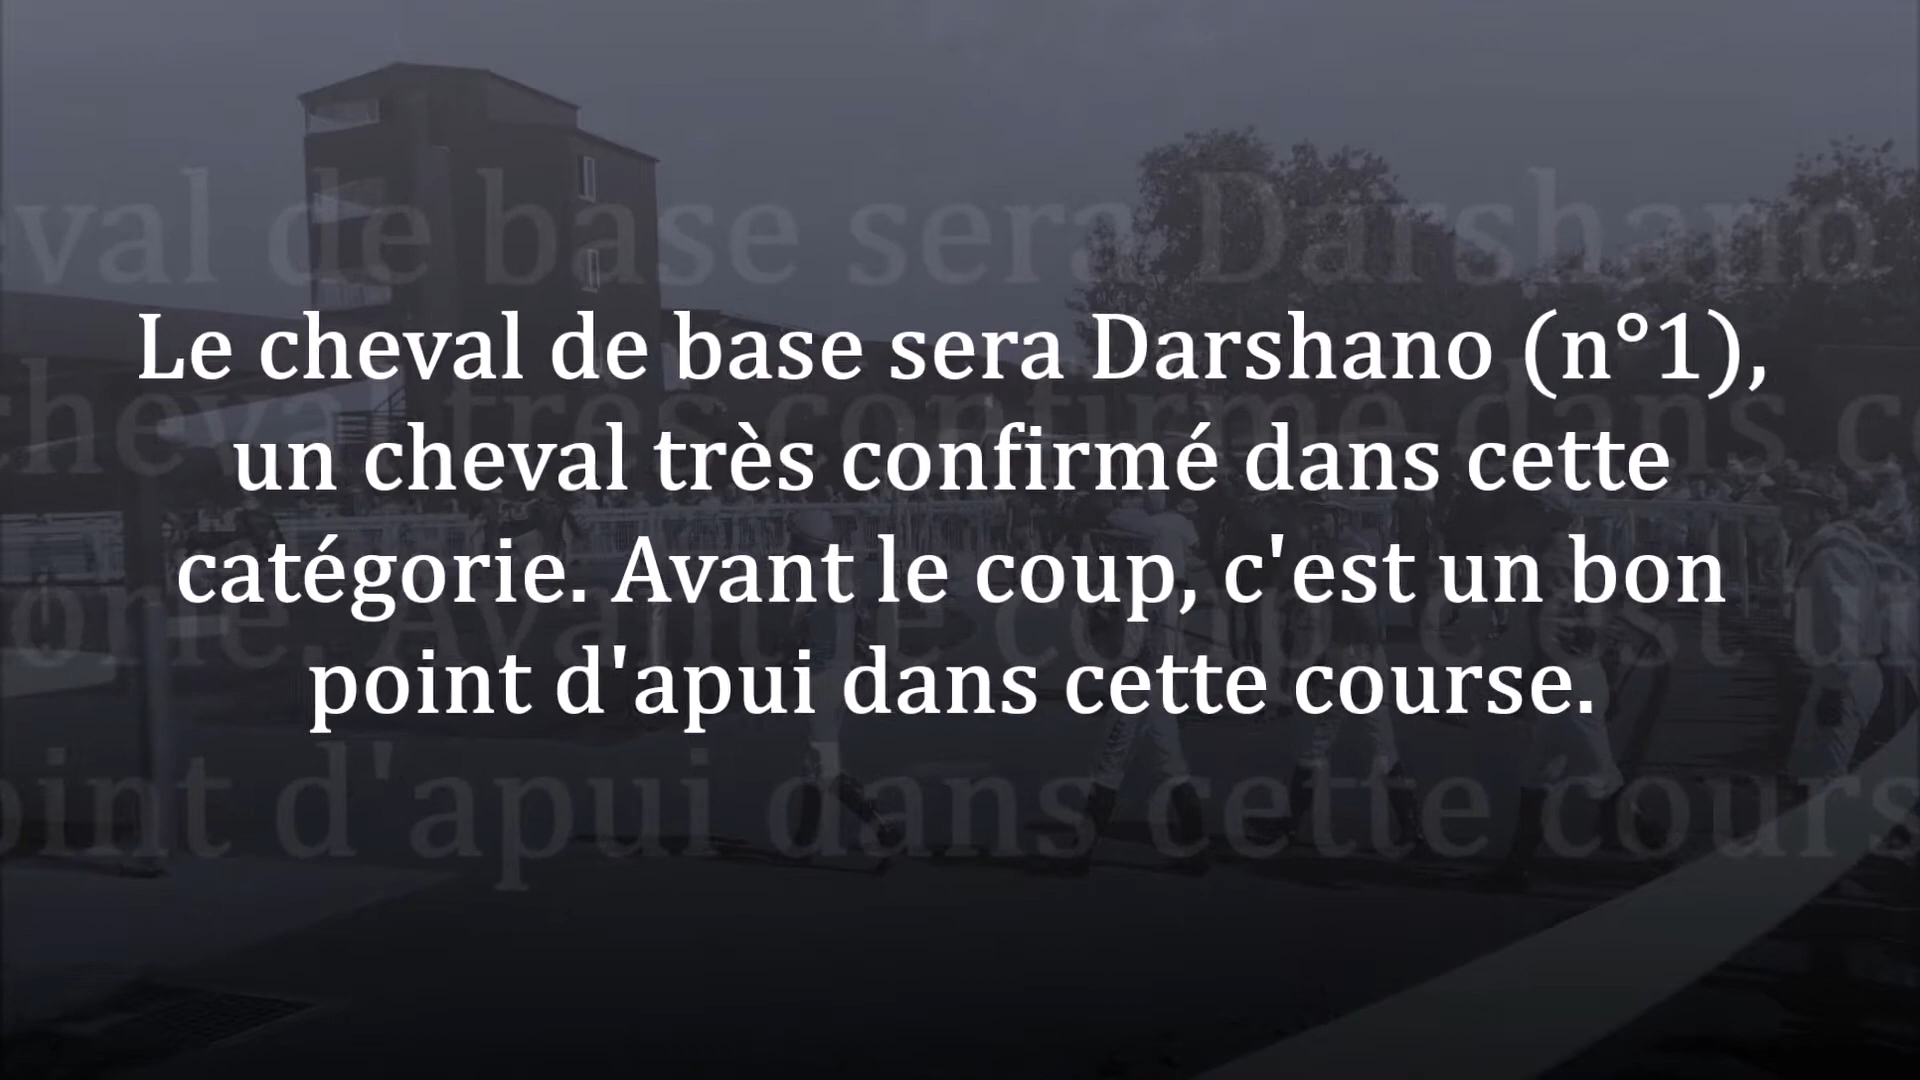 Le cheval de base sera Darshano (n°1),
un cheval très confirmé dans cette
catégorie. Avant le coup, c'est un bon
point d'apui dans cette course.